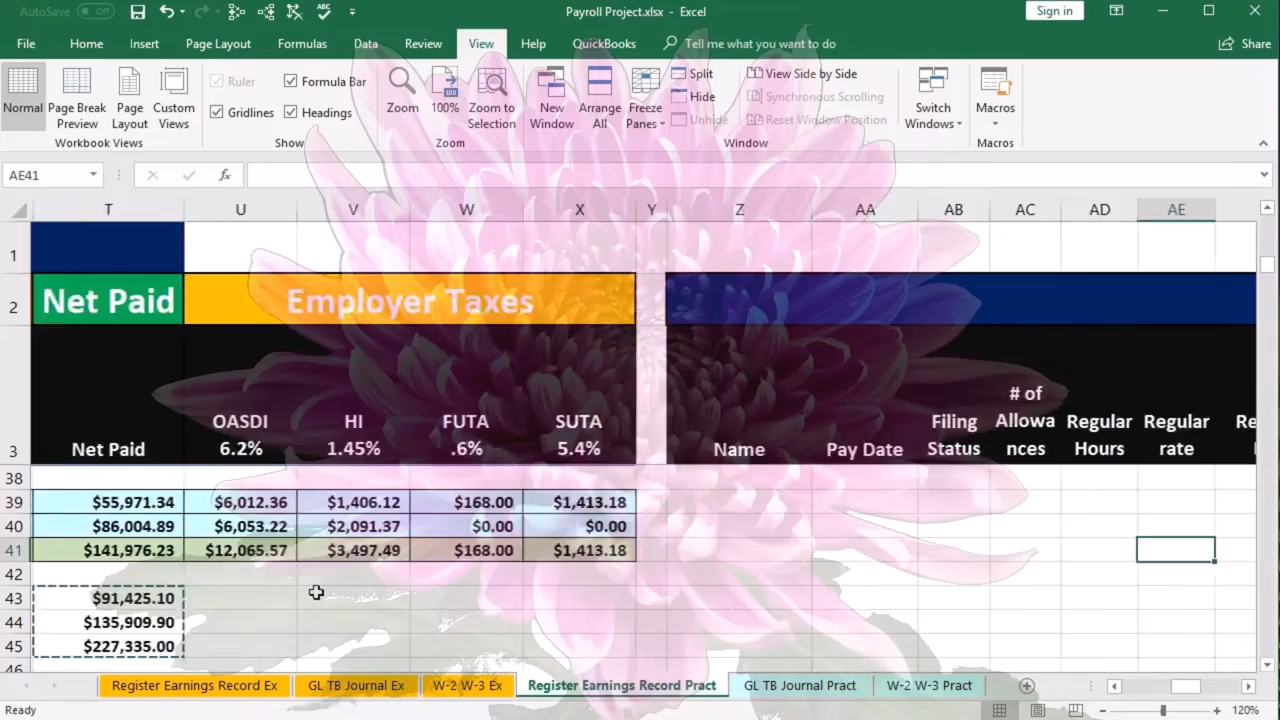 AutoSave Off
Payroll Project.xlsx - Excel
Sign in
File Home Insert Page Layout Formulas Data Review View Help QuickBooks Tell me what you want to do Share
Normal
Page Break Preview
Page Layout
Custom Views
Workbook Views
Ruler Formula Bar
Gridlines Headings
Show
Zoom
100%
Zoom to Selection
Zoom
New Window
Arrange All
Freeze Panes
Split
Hide
Unhide
View Side by Side
Synchronous Scrolling
Reset Window Position
Window
Switch Windows
Macros
Macros
AE41 fx
T U V W X Y Z AA AB AC AD AE
1
2 Net Paid Employer Taxes
# of
OASDI HI FUTA SUTA Filing Allowa Regular Regular Re
3 Net Paid 6.2% 1.45% .6% 5.4% Name Pay Date Status nces Hours rate
38
39 $55,971.34 $6,012.36 $1,406.12 $168.00 $1,413.18
40 $86,004.89 $6,053.22 $2,091.37 $0.00 $0.00
41 $141,976.23 $12,065.57 $3,497.49 $168.00 $1,413.18
42
43 $91,425.10
44 $135,909.90
45 $227,335.00
46
Register Earnings Record Ex GL TB Journal Ex W-2 W-3 Ex Register Earnings Record Pract GL TB Journal Pract W-2 W-3 Pract
Ready 120%